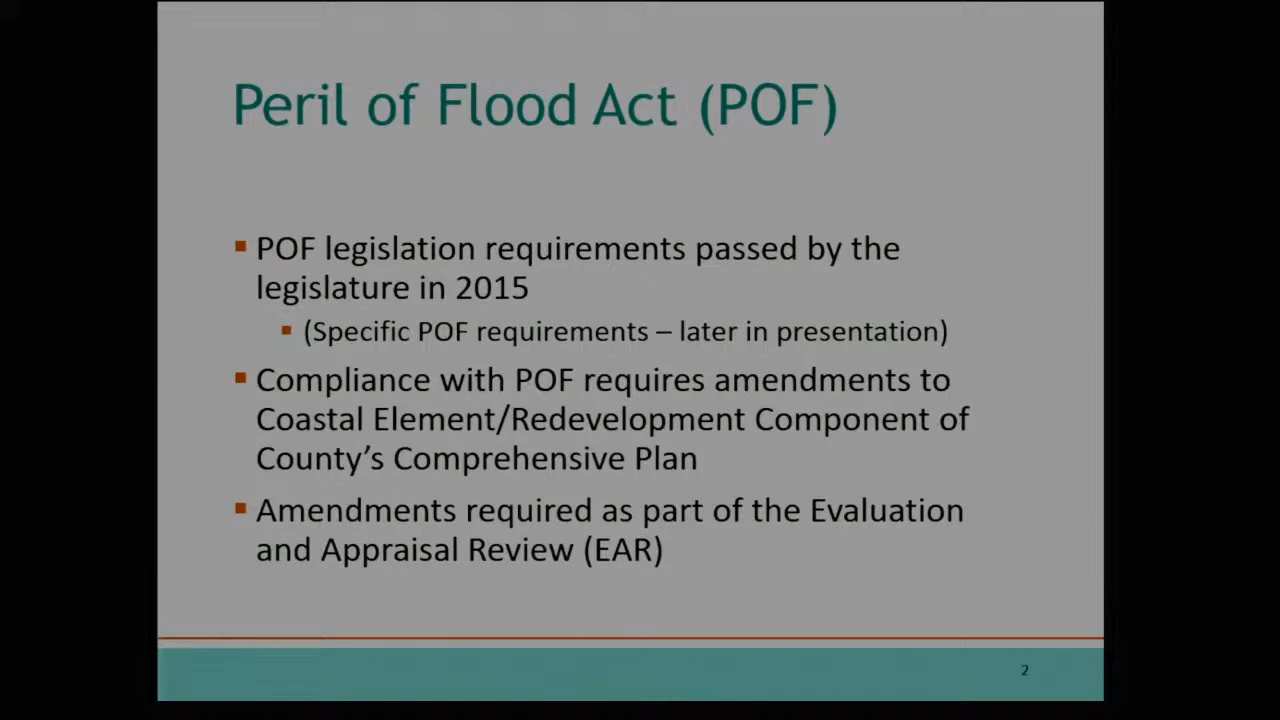 Peril of Flood Act (POF)
▪ POF legislation requirements passed by the
legislature in 2015
▪ (Specific POF requirements – later in presentation)
▪ Compliance with POF requires amendments to
Coastal Element/Redevelopment Component of
County’s Comprehensive Plan
▪ Amendments required as part of the Evaluation
and Appraisal Review (EAR)
2